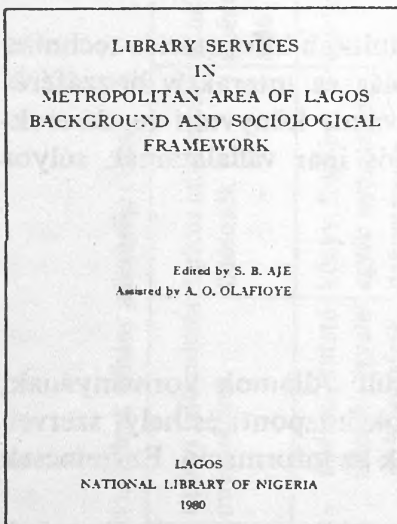 LIBRARY SERVICES
IN
METROPOLITAN AREA OF LAGOS
BACKGROUND AND SOCIOLOGICAL
FRAMEWORK
Edited by S. B. AJE
Assisted by A. O. OLAFIOYE
LAGOS
NATIONAL LIBRARY OF NIGERIA
1980